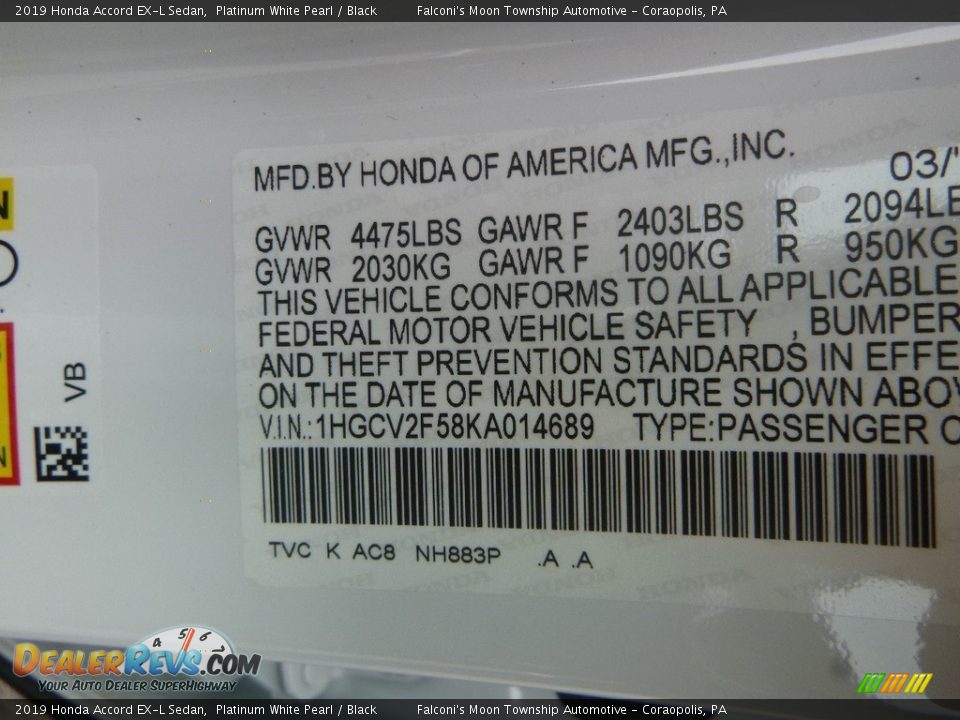 2019 Honda Accord EX-L Sedan, Platinum White Pearl / Black Falconi's Moon Township Automotive - Coraopolis, PA
MFD.BY HONDA OF AMERICA MFG.,INC. 03/'
GVWR 4475LBS GAWR F 2403LBS R 2094LB
GVWR 2030KG GAWR F 1090KG R 950KG
THIS VEHICLE CONFORMS TO ALL APPLICABLE
FEDERAL MOTOR VEHICLE SAFETY , BUMPER
AND THEFT PREVENTION STANDARDS IN EFFE
ON THE DATE OF MANUFACTURE SHOWN ABOV
V.I.N.:1HGCV2F58KA014689 TYPE:PASSENGER C
TVC K AC8 NH883P .A .A
N
VB
N
4 5 6
DEALERREVS.COM
YOUR AUTO DEALER SUPERHIGHWAY
2019 Honda Accord EX-L Sedan, Platinum White Pearl / Black Falconi's Moon Township Automotive - Coraopolis, PA